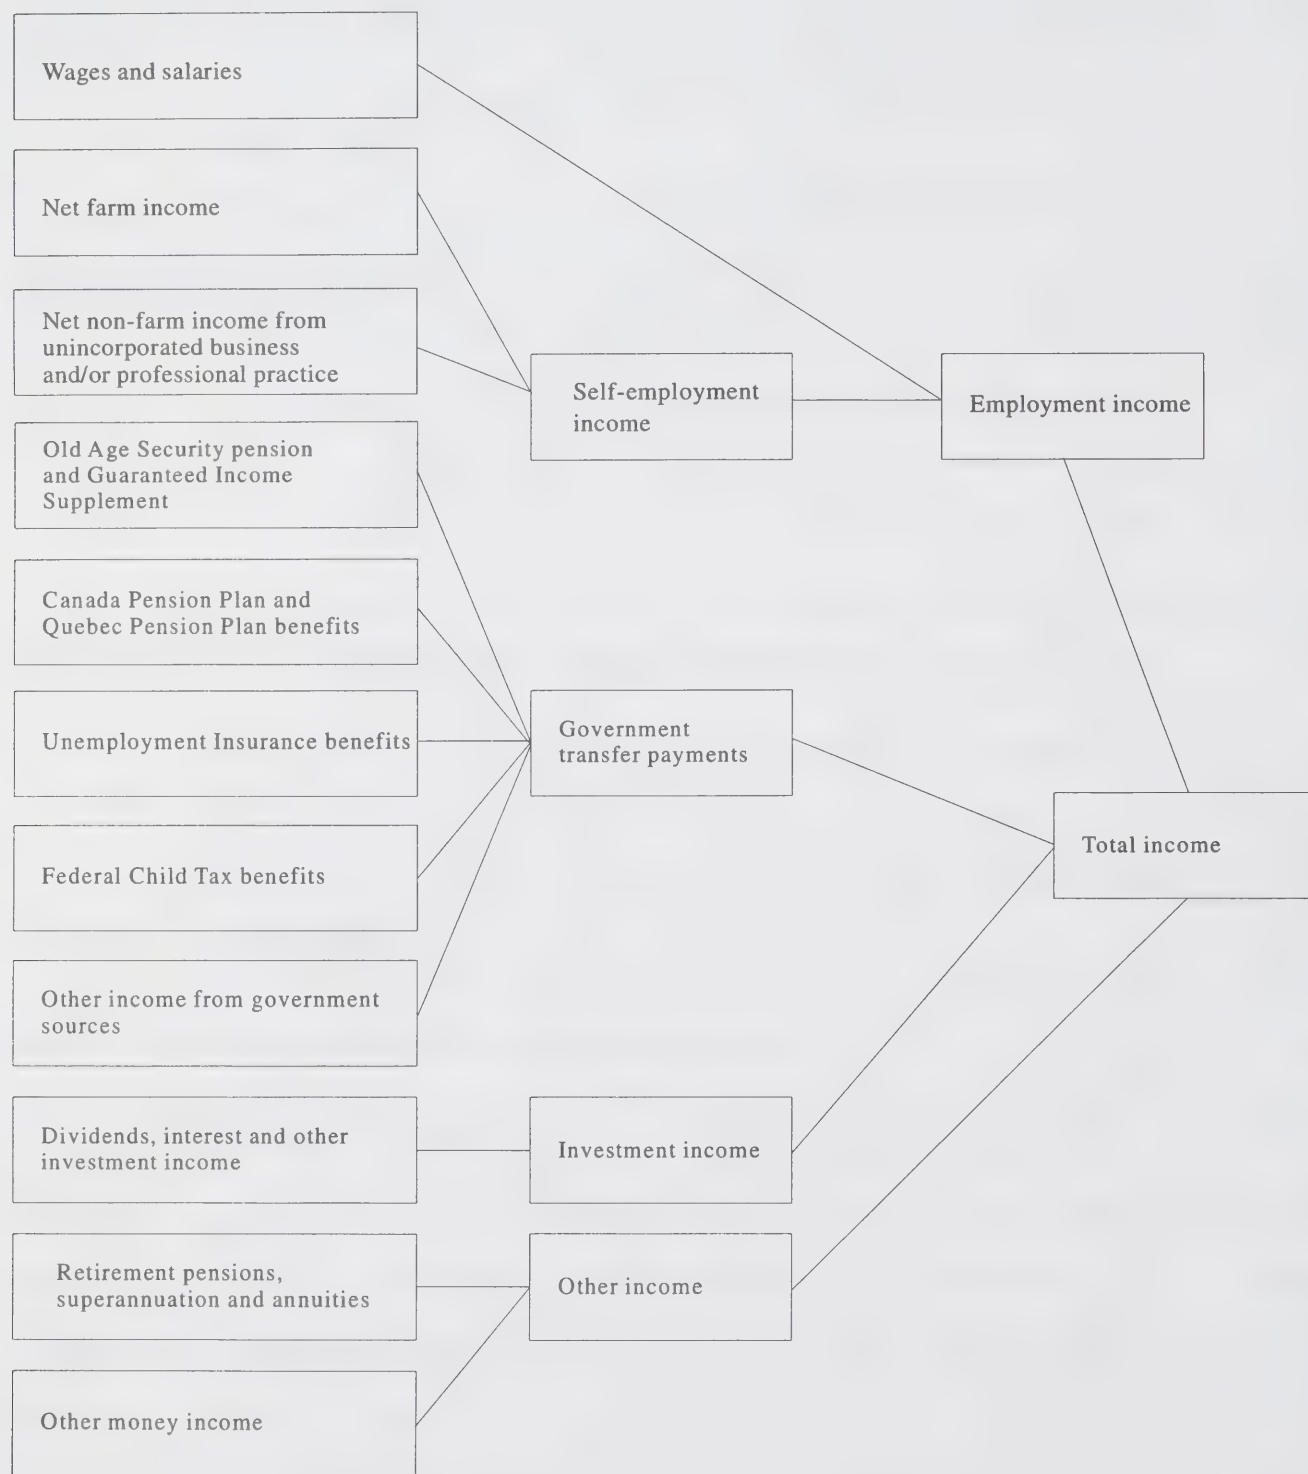 Wages and salaries
Net farm income
Net non-farm income from
unincorporated business
and/or professional practice
Self-employment
income
Employment income
Old Age Security pension
and Guaranteed Income
Supplement
Canada Pension Plan and
Quebec Pension Plan benefits
Unemployment Insurance benefits
Government
transfer payments
Total income
Federal Child Tax benefits
Other income from government
sources
Dividends, interest and other
investment income
Investment income
Retirement pensions,
superannuation and annuities
Other income
Other money income